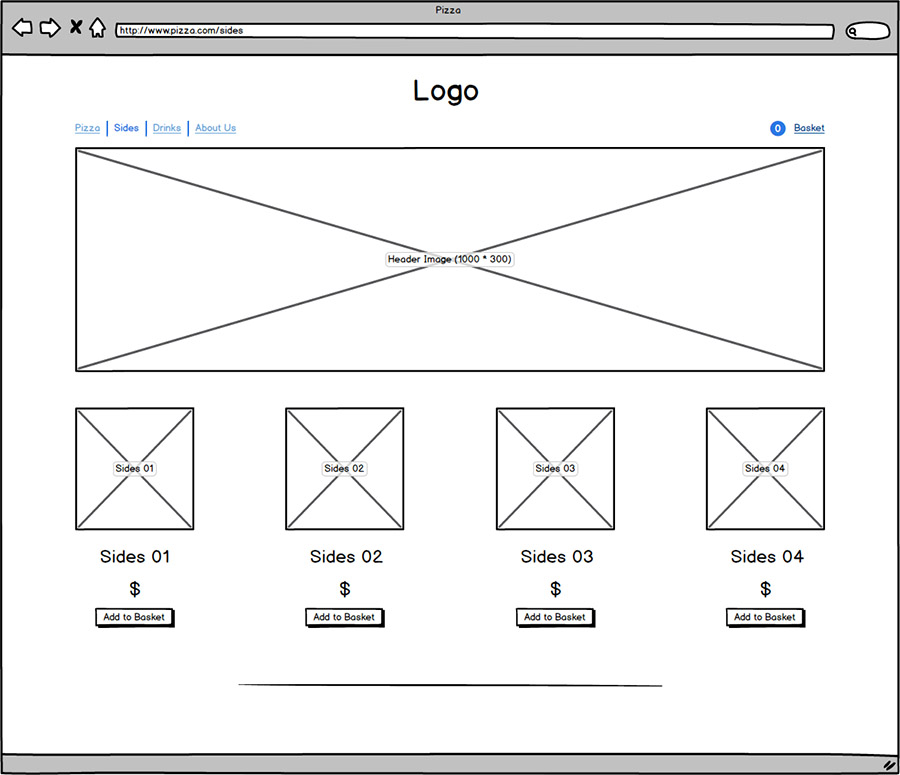 Pizza
http://www.pizza.com/sides
Logo
Pizza Sides Drinks About Us 0 Basket
Header Image (1000 * 300)
Sides 01 Sides 02 Sides 03 Sides 04
Sides 01 Sides 02 Sides 03 Sides 04
$ $ $ $
Add to Basket Add to Basket Add to Basket Add to Basket